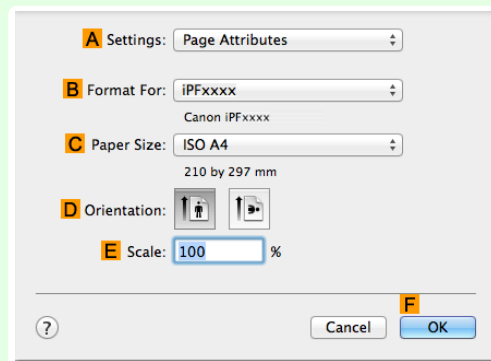 A Settings: Page Attributes
B Format For: iPFxxxx
Canon iPFxxxx
C Paper Size: ISO A4
210 by 297 mm
D Orientation:
E Scale: 100 %
F
? Cancel OK